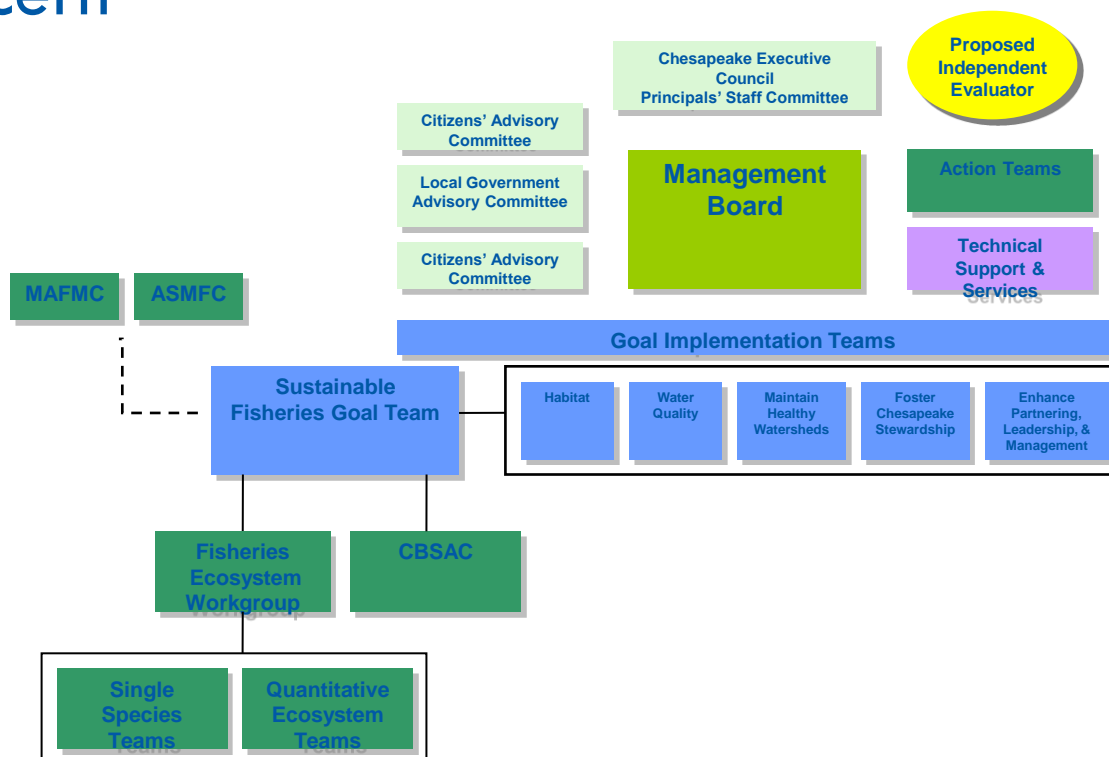 Chesapeake Executive
Council
Principals' Staff Committee
Proposed
Independent
Evaluator
Citizens' Advisory
Committee
Local Government
Advisory Committee
Citizens' Advisory
Committee
Management
Board
Action Teams
Technical
Support &
Services
MAFMC
ASMFC
Goal Implementation Teams
Sustainable
Fisheries Goal Team
Habitat
Water
Quality
Maintain
Healthy
Watersheds
Foster
Chesapeake
Stewardship
Enhance
Partnering,
Leadership, &
Management
Fisheries
Ecosystem
Workgroup
CBSAC
Single
Species
Teams
Quantitative
Ecosystem
Teams